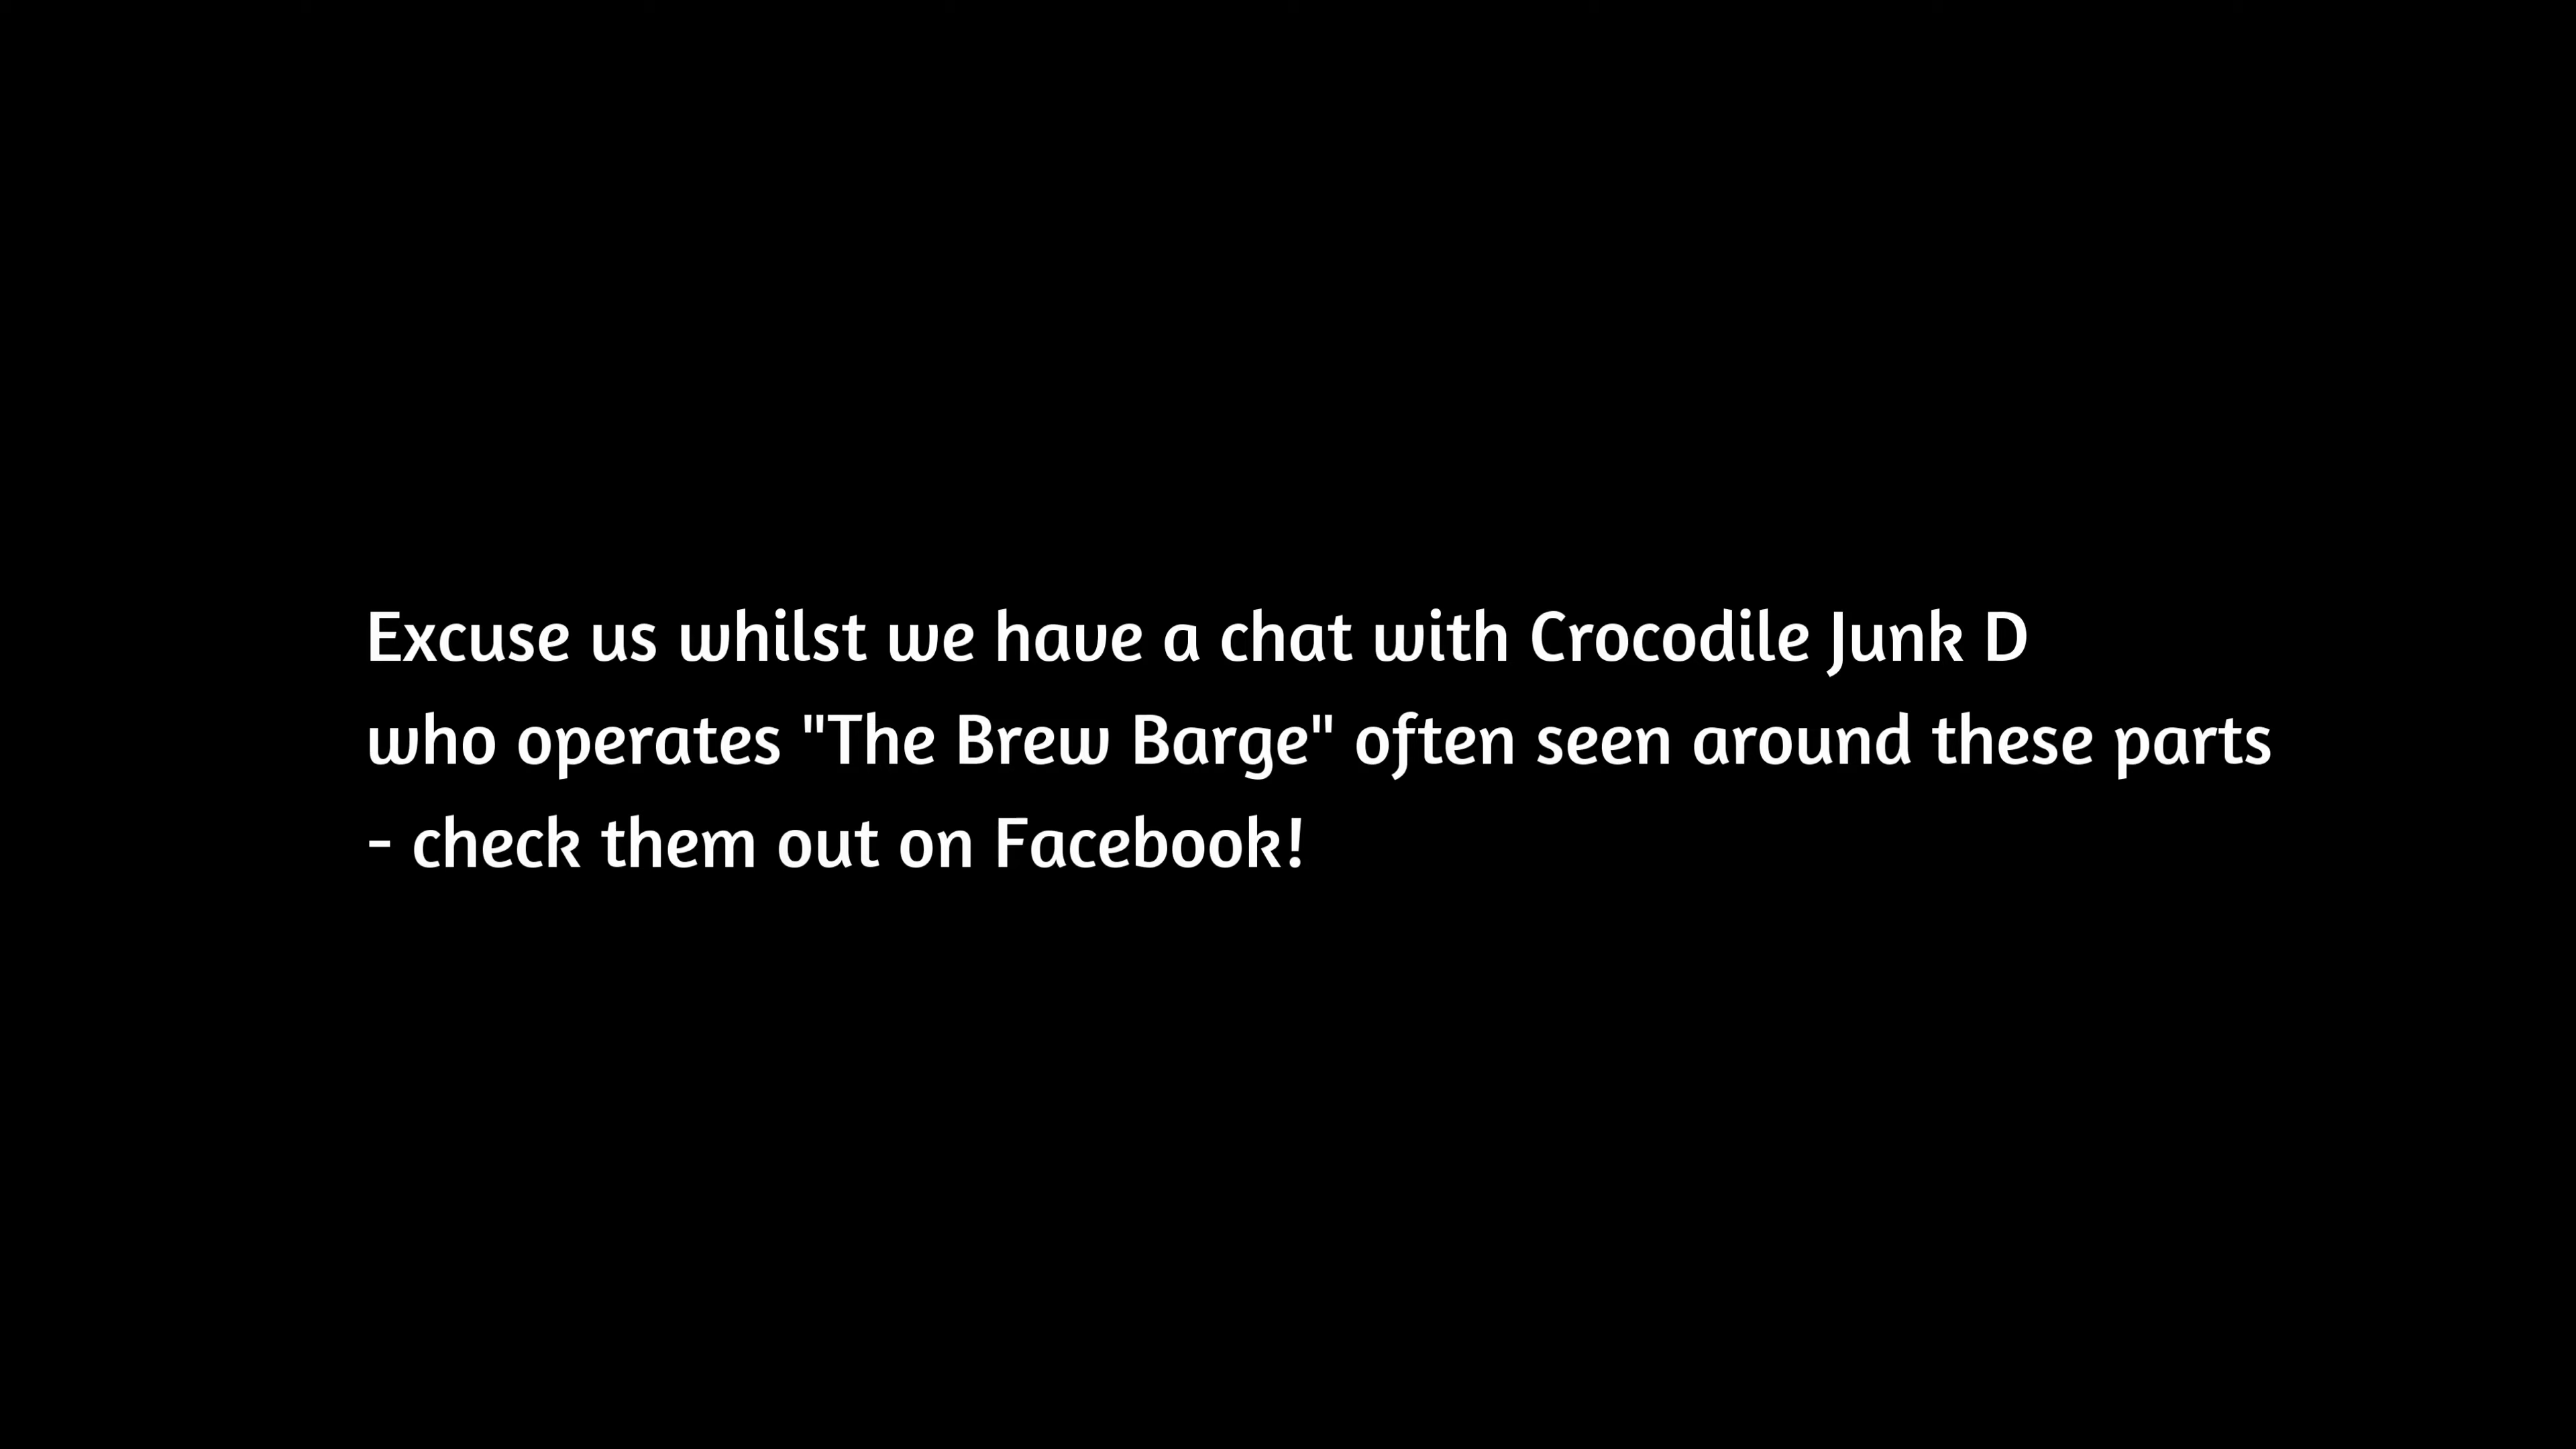 Excuse us whilst we have a chat with Crocodile Junk D
who operates "The Brew Barge" often seen around these parts
- check them out on Facebook!